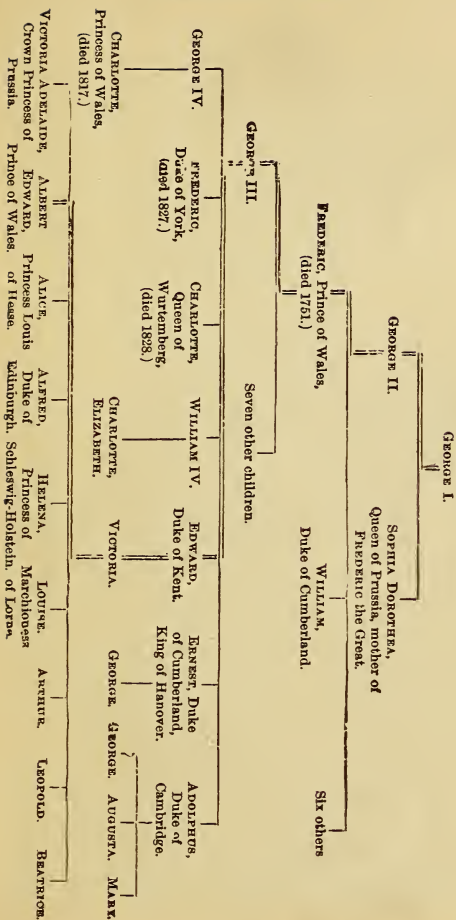 GEORGE I.
GEORGE II.
SOPHIA DOROTHEA,
Queen of Prussia, mother of
FREDERIC the Great.
FREDERIC, Prince of Wales,
(died 1751.)
WILLIAM,
Duke of Cumberland.
Six others
GEORGE III.
Seven other children.
GEORGE IV.
FREDERIC,
Duke of York,
(died 1827.)
CHARLOTTE,
Queen of
Wurtemberg,
(died 1828.)
WILLIAM IV.
EDWARD,
Duke of Kent.
ERNEST, Duke
of Cumberland,
King of Hanover.
ADOLPHUS,
Duke of
Cambridge.
CHARLOTTE,
Princess of Wales,
(died 1817.)
CHARLOTTE,
ELIZABETH.
VICTORIA.
GEORGE.
GEORGE.
AUGUSTA.
MARY.
VICTORIA ADELAIDE,
Crown Princess of
Prussia.
ALBERT
EDWARD,
Prince of Wales.
ALICE,
Princess Louis
of Hesse.
ALFRED,
Duke of
Edinburgh.
HELENA,
Princess of
Schleswig-Holstein.
LOUISE.
Marchioness
of Lorna.
ARTHUR.
LEOPOLD.
BEATRICE.